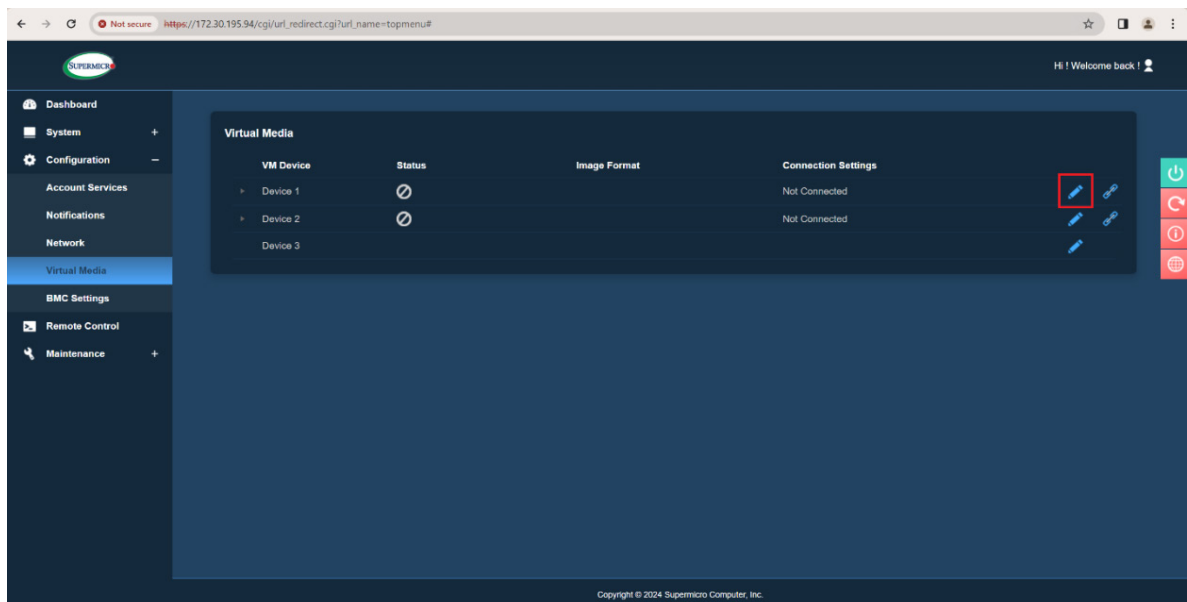 Not secure https://172.30.195.94/cgi/url_redirect.cgi?url_name=topmenu#
SUPERMICR
Hi ! Welcome back !
Dashboard
System +
Configuration −
Account Services
Notifications
Network
Virtual Media
BMC Settings
Remote Control
Maintenance +
Virtual Media
VM Device Status Image Format Connection Settings
Device 1 Not Connected
Device 2 Not Connected
Device 3
Copyright © 2024 Supermicro Computer, Inc.